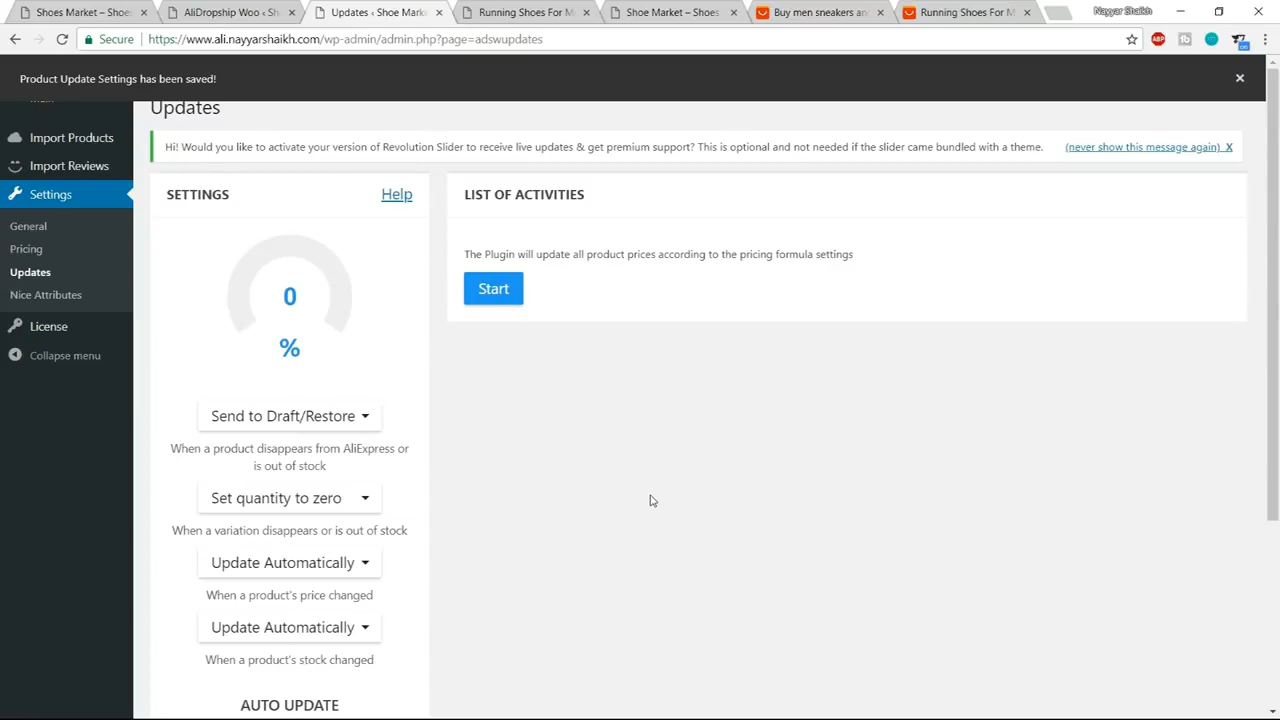 Shoes Market – Shoes
AliDropship Woo ‹ Sh
Updates ‹ Shoe Market
Running Shoes For M
Shoe Market – Shoes
Buy men sneakers an
Running Shoes For M
Nayyar Shaikh
Secure
https://www.ali.nayyarshaikh.com/wp-admin/admin.php?page=adswupdates
ABP
Product Update Settings has been saved!
Updates
Import Products
Hi! Would you like to activate your version of Revolution Slider to receive live updates & get premium support? This is optional and not needed if the slider came bundled with a theme.
(never show this message again) X
Import Reviews
Settings
General
Pricing
Updates
Nice Attributes
License
Collapse menu
SETTINGS
Help
0
%
Send to Draft/Restore
When a product disappears from AliExpress or
is out of stock
Set quantity to zero
When a variation disappears or is out of stock
Update Automatically
When a product's price changed
Update Automatically
When a product's stock changed
AUTO UPDATE
LIST OF ACTIVITIES
The Plugin will update all product prices according to the pricing formula settings
Start